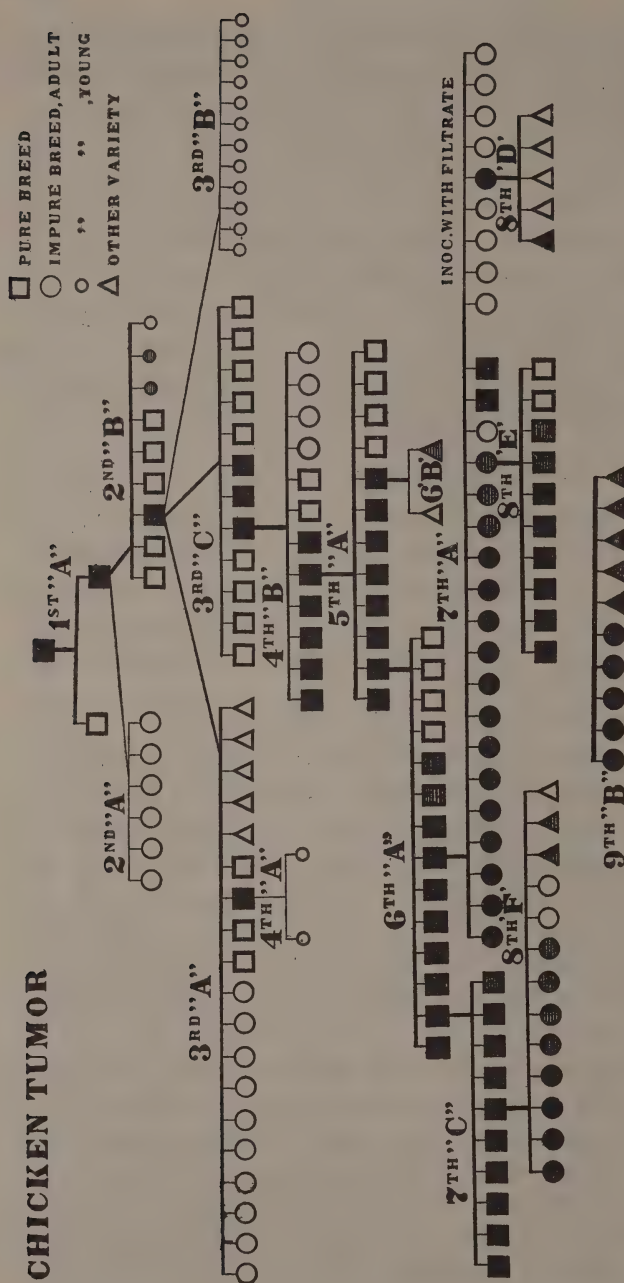 CHICKEN TUMOR
PURE BREED
IMPURE BREED, ADULT
" " , YOUNG
OTHER VARIETY
1ST "A"
2ND "A"
2ND "B"
3RD "A"
3RD "C"
3RD "B"
4TH "A"
4TH "B"
5TH "A"
6TH "A"
6'B'
7TH "C"
7TH "A"
INOC. WITH FILTRATE
8TH 'F'
8TH 'E'
8TH 'D'
9TH "B"